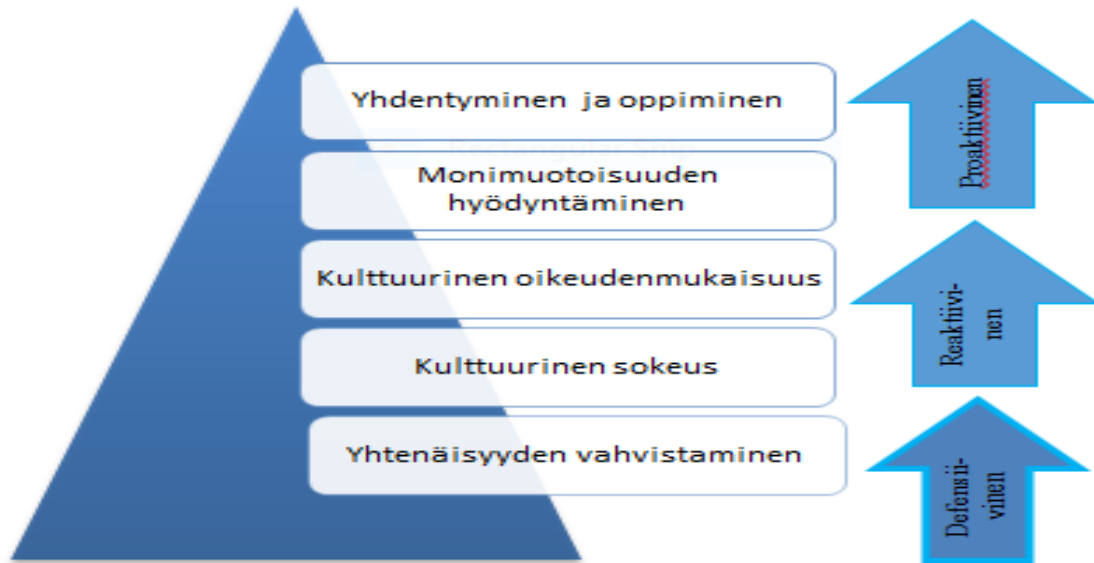 Yhdentyminen ja oppiminen
Monimuotoisuuden
hyödyntäminen
Kulttuurinen oikeudenmukaisuus
Kulttuurinen sokeus
Yhtenäisyyden vahvistaminen
Proaktiivinen
Reaktiivi-
nen
Defensii-
vinen